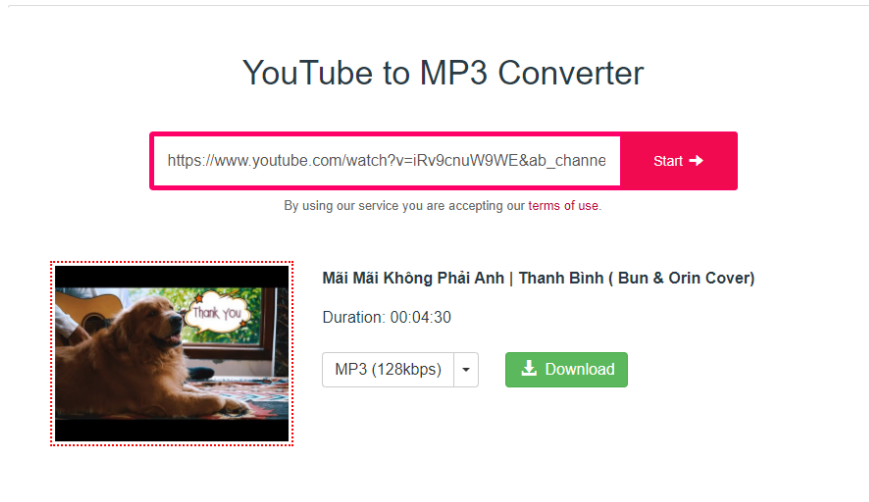 YouTube to MP3 Converter
https://www.youtube.com/watch?v=iRv9cnuW9WE&ab_channe
Start
By using our service you are accepting our terms of use.
Thank you
Mãi Mãi Không Phải Anh | Thanh Bình ( Bun & Orin Cover)
Duration: 00:04:30
MP3 (128kbps)
Download